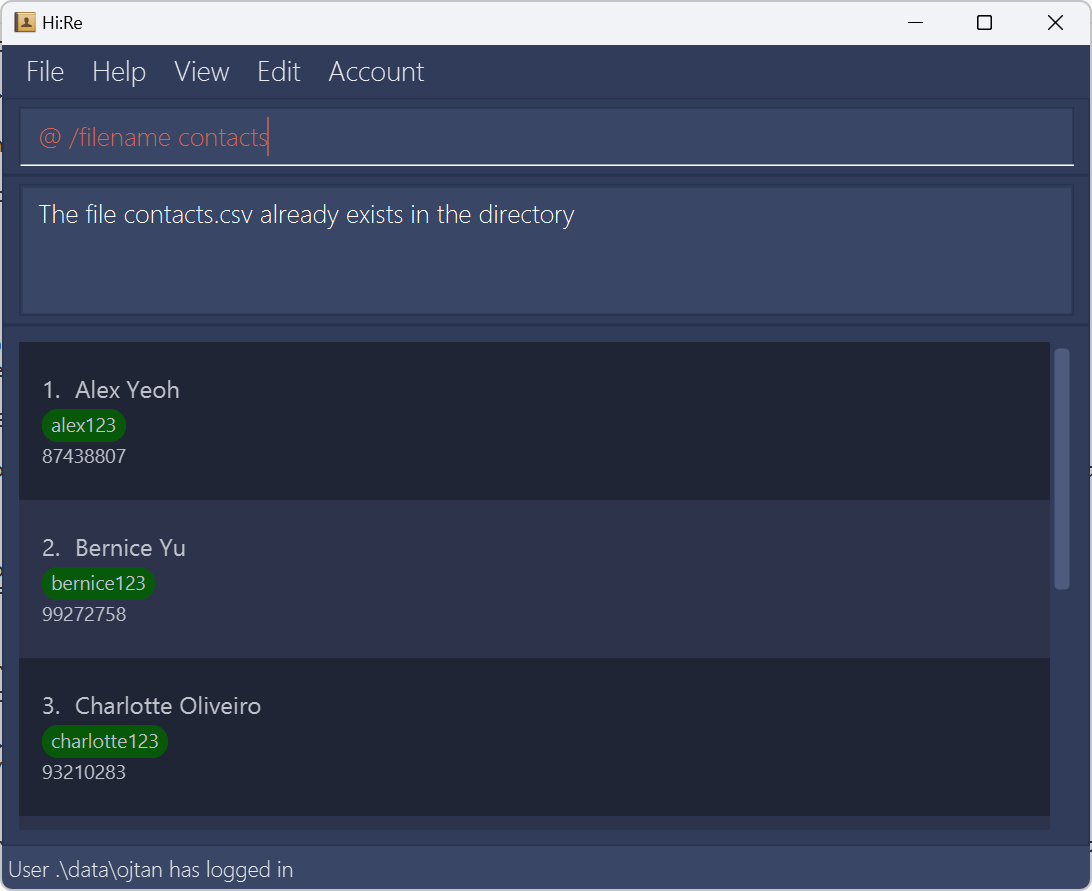 Hi:Re
File Help View Edit Account
@ /filename contacts
The file contacts.csv already exists in the directory
1. Alex Yeoh
alex123
87438807
2. Bernice Yu
bernice123
99272758
3. Charlotte Oliveiro
charlotte123
93210283
User .\data\ojtan has logged in